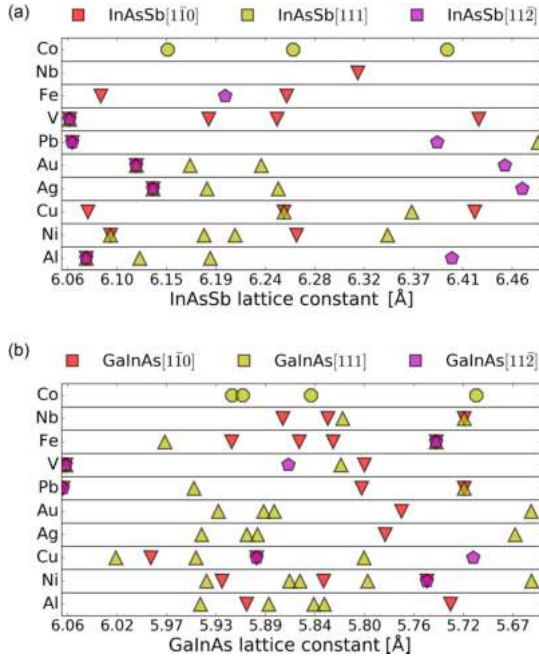 (a)
InAsSb[11̄0] InAsSb[111] InAsSb[112̄]
Co
Nb
Fe
V
Pb
Au
Ag
Cu
Ni
Al
6.06 6.10 6.15 6.19 6.24 6.28 6.32 6.37 6.41 6.46
InAsSb lattice constant [Å]
(b)
GaInAs[11̄0] GaInAs[111] GaInAs[112̄]
Co
Nb
Fe
V
Pb
Au
Ag
Cu
Ni
Al
6.06 6.02 5.97 5.93 5.89 5.84 5.80 5.76 5.72 5.67
GaInAs lattice constant [Å]